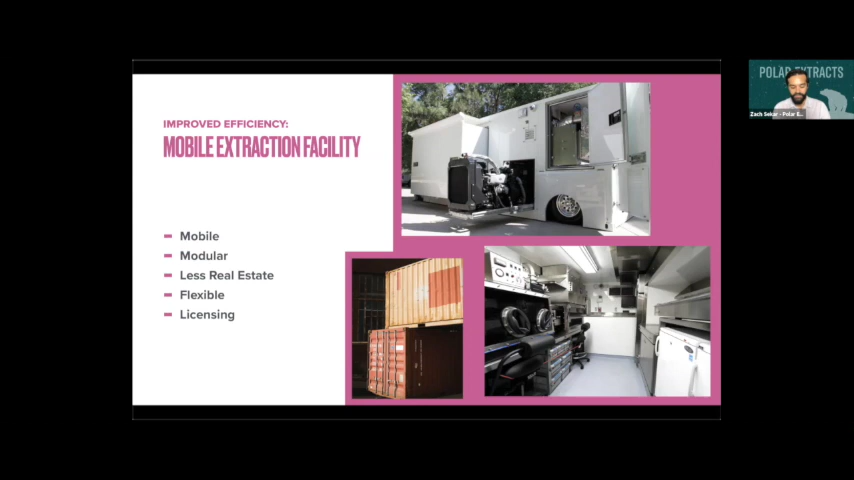 IMPROVED EFFICIENCY:
MOBILE EXTRACTION FACILITY
Mobile
Modular
Less Real Estate
Flexible
Licensing
POLAR EXTRACTS
Zach Sekar - Polar E...